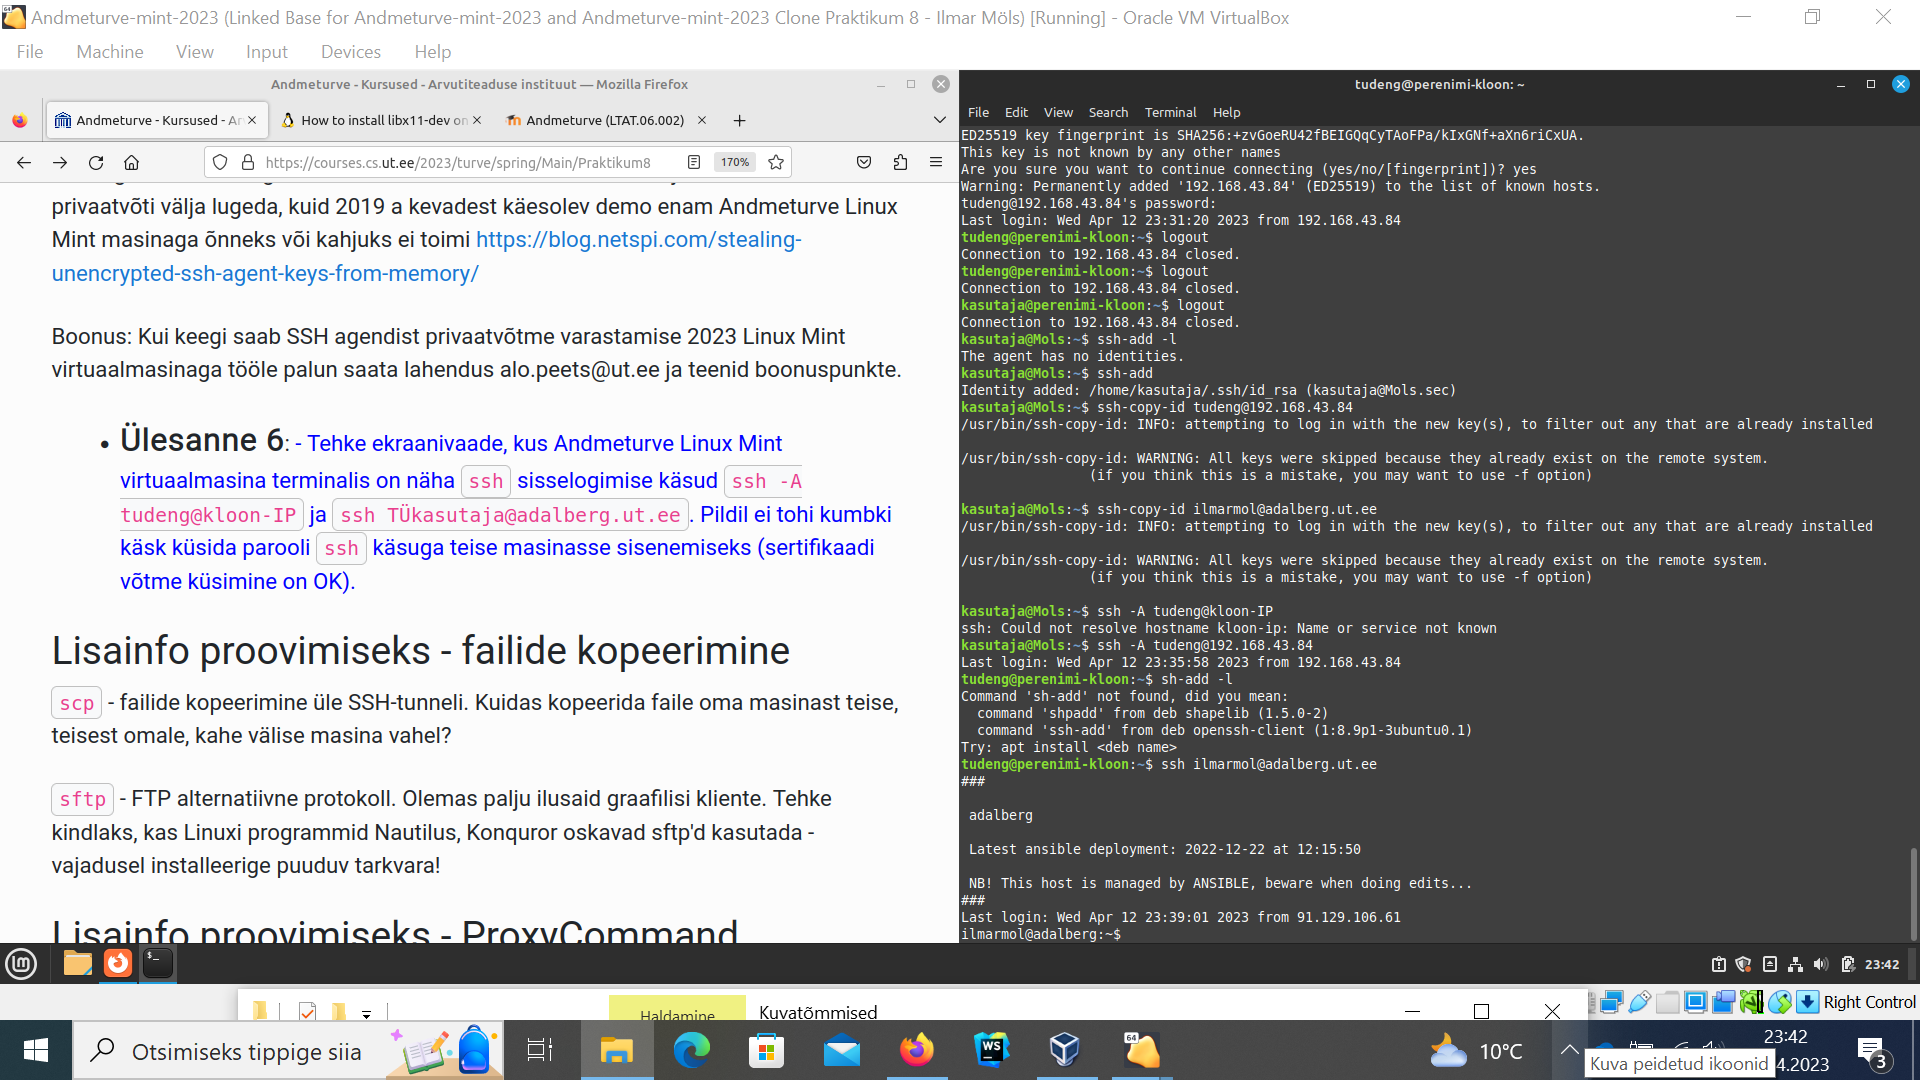 Andmeturve-mint-2023 (Linked Base for Andmeturve-mint-2023 and Andmeturve-mint-2023 Clone Praktikum 8 - Ilmar Möls) [Running] - Oracle VM VirtualBox
File Machine View Input Devices Help
Andmeturve - Kursused - Arvutiteaduse instituut — Mozilla Firefox
Andmeturve - Kursused - Ar
How to install libx11-dev on
Andmeturve (LTAT.06.002)
https://courses.cs.ut.ee/2023/turve/spring/Main/Praktikum8
170%
privaatvõti välja lugeda, kuid 2019 a kevadest käesolev demo enam Andmeturve Linux
Mint masinaga õnneks või kahjuks ei toimi https://blog.netspi.com/stealing-
unencrypted-ssh-agent-keys-from-memory/
Boonus: Kui keegi saab SSH agendist privaatvõtme varastamise 2023 Linux Mint
virtuaalmasinaga tööle palun saata lahendus alo.peets@ut.ee ja teenid boonuspunkte.
• Ülesanne 6: - Tehke ekraanivaade, kus Andmeturve Linux Mint
virtuaalmasina terminalis on näha ssh sisselogimise käsud ssh -A
tudeng@kloon-IP ja ssh TÜkasutaja@adalberg.ut.ee. Pildil ei tohi kumbki
käsk küsida parooli ssh käsuga teise masinasse sisenemiseks (sertifikaadi
võtme küsimine on OK).
Lisainfo proovimiseks - failide kopeerimine
scp - failide kopeerimine üle SSH-tunneli. Kuidas kopeerida faile oma masinast teise,
teisest omale, kahe välise masina vahel?
sftp - FTP alternatiivne protokoll. Olemas palju ilusaid graafilisi kliente. Tehke
kindlaks, kas Linuxi programmid Nautilus, Konquror oskavad sftp'd kasutada -
vajadusel installeerige puuduv tarkvara!
Lisainfo proovimiseks - ProxyCommand
tudeng@perenimi-kloon: ~
File Edit View Search Terminal Help
ED25519 key fingerprint is SHA256:+zvGoeRU42fBEIGQqCyTAoFPa/kIxGNf+aXn6riCxUA.
This key is not known by any other names
Are you sure you want to continue connecting (yes/no/[fingerprint])? yes
Warning: Permanently added '192.168.43.84' (ED25519) to the list of known hosts.
tudeng@192.168.43.84's password:
Last login: Wed Apr 12 23:31:20 2023 from 192.168.43.84
tudeng@perenimi-kloon:~$ logout
Connection to 192.168.43.84 closed.
tudeng@perenimi-kloon:~$ logout
Connection to 192.168.43.84 closed.
kasutaja@perenimi-kloon:~$ logout
Connection to 192.168.43.84 closed.
kasutaja@Mols:~$ ssh-add -l
The agent has no identities.
kasutaja@Mols:~$ ssh-add
Identity added: /home/kasutaja/.ssh/id_rsa (kasutaja@Mols.sec)
kasutaja@Mols:~$ ssh-copy-id tudeng@192.168.43.84
/usr/bin/ssh-copy-id: INFO: attempting to log in with the new key(s), to filter out any that are already installed
/usr/bin/ssh-copy-id: WARNING: All keys were skipped because they already exist on the remote system.
(if you think this is a mistake, you may want to use -f option)
kasutaja@Mols:~$ ssh-copy-id ilmarmol@adalberg.ut.ee
/usr/bin/ssh-copy-id: INFO: attempting to log in with the new key(s), to filter out any that are already installed
/usr/bin/ssh-copy-id: WARNING: All keys were skipped because they already exist on the remote system.
(if you think this is a mistake, you may want to use -f option)
kasutaja@Mols:~$ ssh -A tudeng@kloon-IP
ssh: Could not resolve hostname kloon-ip: Name or service not known
kasutaja@Mols:~$ ssh -A tudeng@192.168.43.84
Last login: Wed Apr 12 23:35:58 2023 from 192.168.43.84
tudeng@perenimi-kloon:~$ sh-add -l
Command 'sh-add' not found, did you mean:
command 'shpadd' from deb shapelib (1.5.0-2)
command 'ssh-add' from deb openssh-client (1:8.9p1-3ubuntu0.1)
Try: apt install <deb name>
tudeng@perenimi-kloon:~$ ssh ilmarmol@adalberg.ut.ee
###
adalberg
Latest ansible deployment: 2022-12-22 at 12:15:50
NB! This host is managed by ANSIBLE, beware when doing edits...
###
Last login: Wed Apr 12 23:39:01 2023 from 91.129.106.61
ilmarmol@adalberg:~$
23:42
Haldamine
Kuvatõmmised
Right Control
Otsimiseks tippige siia
WS
64
10°C
23:42
4.2023
3
Kuva peidetud ikoonid